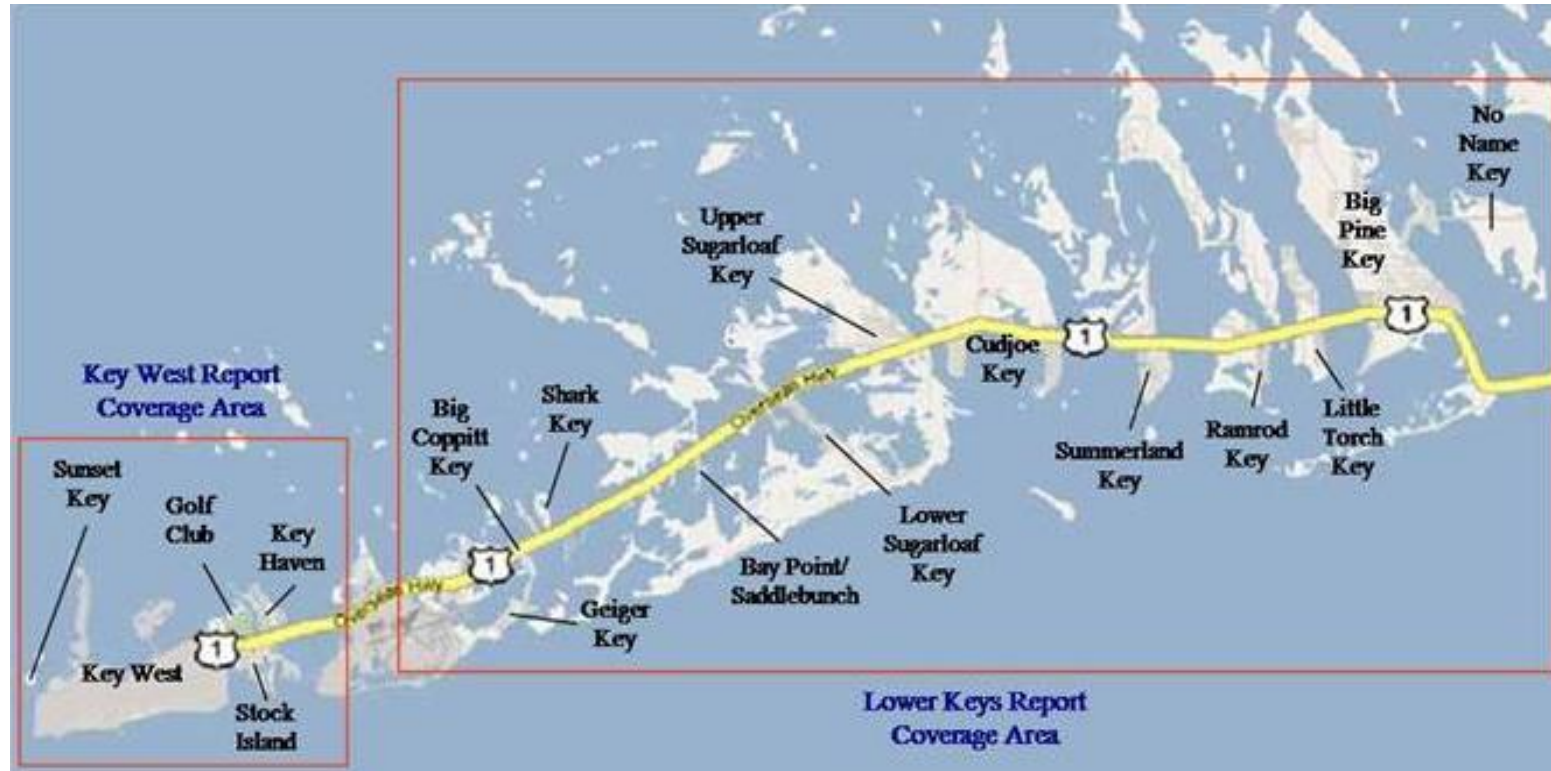 No
Name
Key
Big
Pine
Key
Upper
Sugarloaf
Key
1
1
Cudjoe
Key
Key West Report
Coverage Area
Overseas Hwy
Shark
Key
Big
Coppitt
Key
Little
Torch
Key
Ramrod
Key
Summerland
Key
Sunset
Key
Golf
Club
Key
Haven
Lower
Sugarloaf
Key
Bay Point/
Saddlebunch
1
Geiger
Key
Overseas Hwy
1
Key West
Stock
Island
Lower Keys Report
Coverage Area